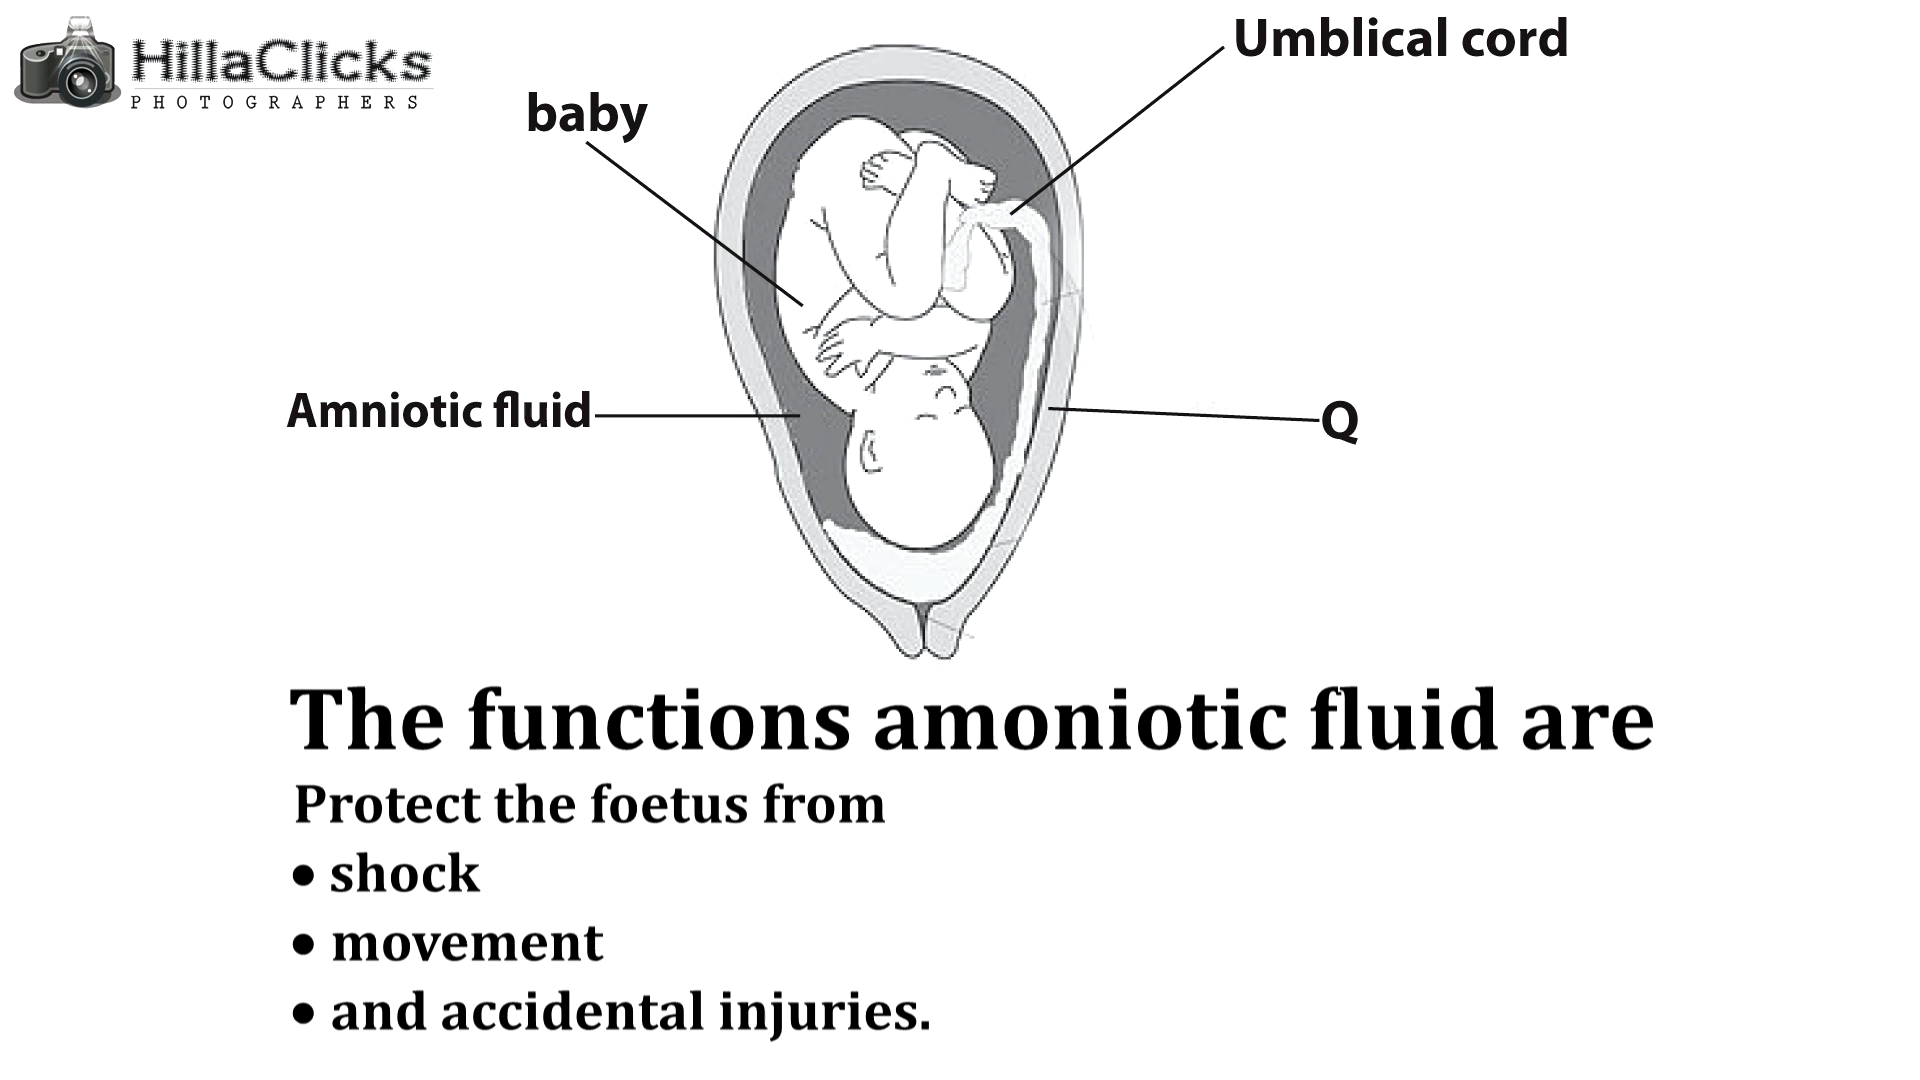 HillaClicks
PHOTOGRAPHERS
Umblical cord
baby
Amniotic fluid
Q
The functions amoniotic fluid are
Protect the foetus from
• shock
• movement
• and accidental injuries.